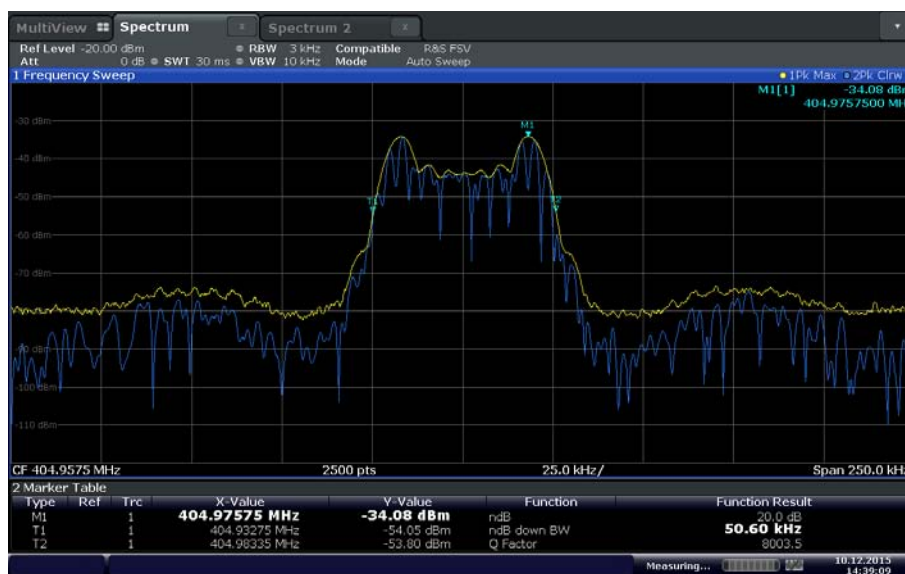 MultiView Spectrum x Spectrum 2 x
Ref Level -20.00 dBm RBW 3 kHz Compatible R&S FSV
Att 0 dB SWT 30 ms VBW 10 kHz Mode Auto Sweep
1 Frequency Sweep 1Pk Max 2Pk Clrw
M1[1] -34.08 dBm
404.9757500 MH
-30 dBm
M1
-40 dBm
-50 dBm
T1 T2
-60 dBm
-70 dBm
-90 dBm
-100 dBm
-110 dBm
CF 404.9575 MHz 2500 pts 25.0 kHz/ Span 250.0 kHz
2 Marker Table
Type Ref Trc X-Value Y-Value Function Function Result
M1 1 404.97575 MHz -34.08 dBm ndB 20.0 dB
T1 1 404.93275 MHz -54.05 dBm ndB down BW 50.60 kHz
T2 1 404.98335 MHz -53.80 dBm Q Factor 8003.5
Measuring... 10.12.2015
14:39:09